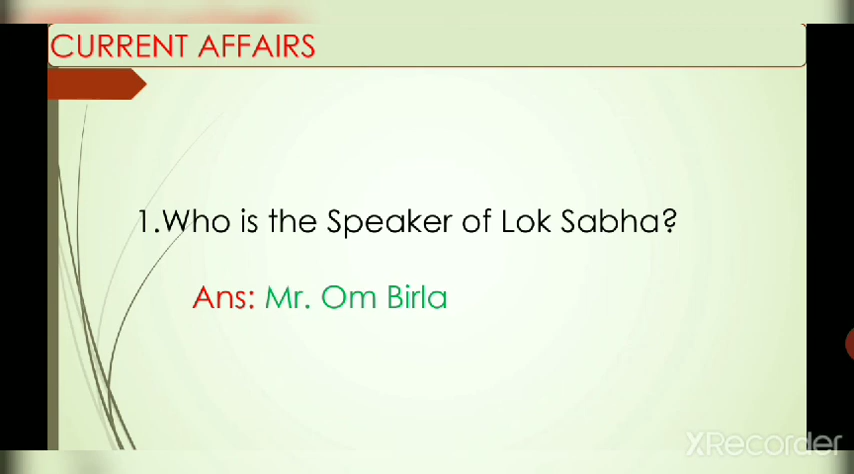 CURRENT AFFAIRS
1.Who is the Speaker of Lok Sabha?
Ans: Mr. Om Birla
XRecorder